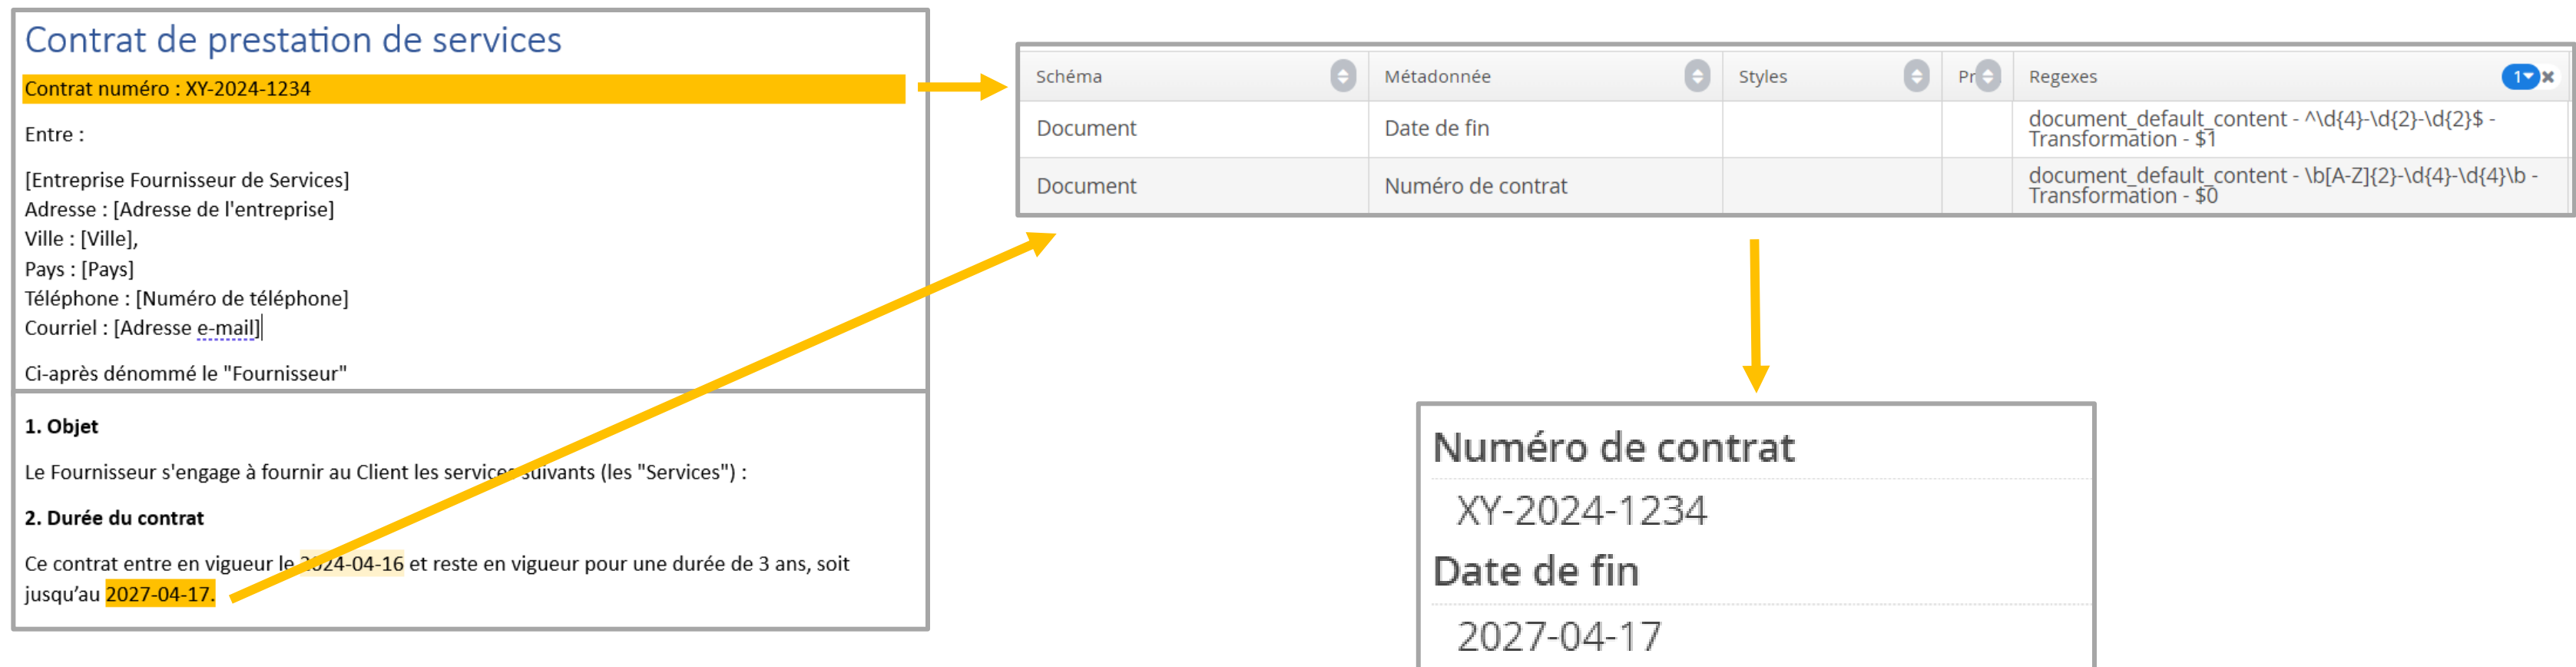 Contrat de prestation de services
Contrat numéro : XY-2024-1234
Entre :
[Entreprise Fournisseur de Services]
Adresse : [Adresse de l'entreprise]
Ville : [Ville],
Pays : [Pays]
Téléphone : [Numéro de téléphone]
Courriel : [Adresse e-mail]
Ci-après dénommé le "Fournisseur"
1. Objet
Le Fournisseur s'engage à fournir au Client les services suivants (les "Services") :
2. Durée du contrat
Ce contrat entre en vigueur le 2024-04-16 et reste en vigueur pour une durée de 3 ans, soit
jusqu’au 2027-04-17.
Schéma Métadonnée Styles Pr Regexes 1
Document Date de fin document_default_content - ^\d{4}-\d{2}-\d{2}$ -
Transformation - $1
Document Numéro de contrat document_default_content - \b[A-Z]{2}-\d{4}-\d{4}\b -
Transformation - $0
Numéro de contrat
XY-2024-1234
Date de fin
2027-04-17